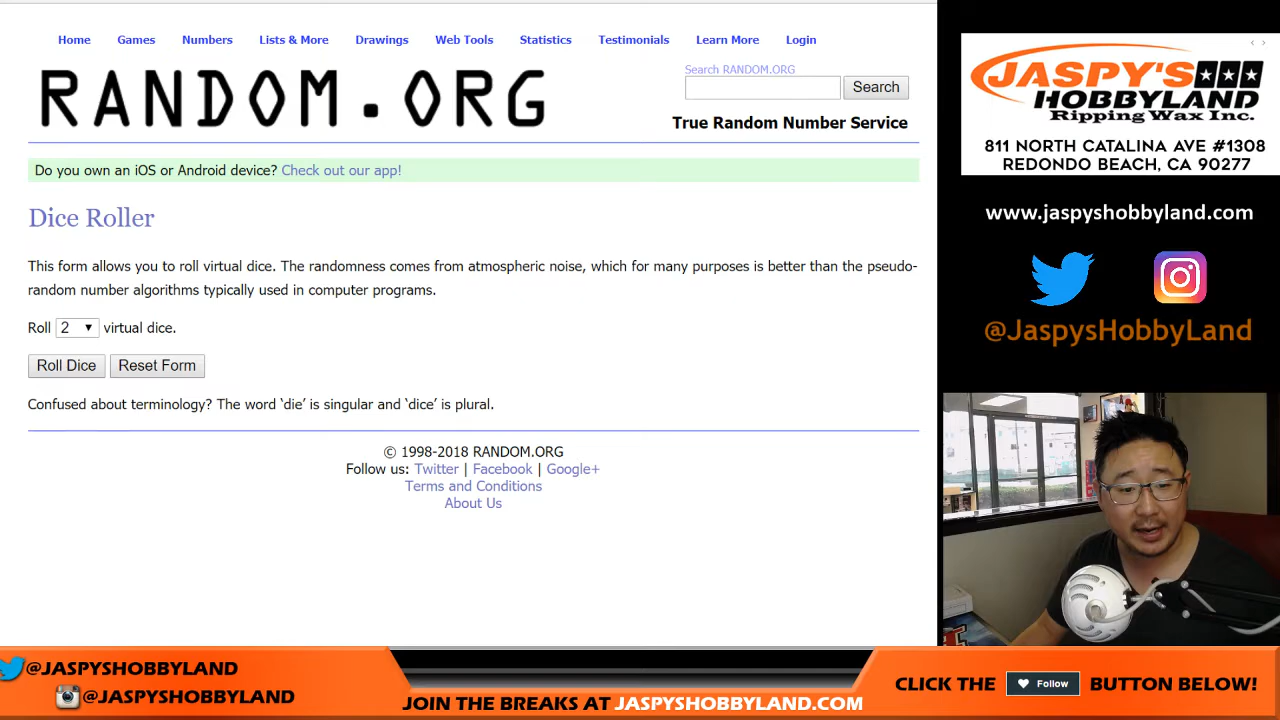 Home Games Numbers Lists & More Drawings Web Tools Statistics Testimonials Learn More Login
RANDOM.ORG
Search RANDOM.ORG
Search
True Random Number Service
Do you own an iOS or Android device? Check out our app!
Dice Roller
This form allows you to roll virtual dice. The randomness comes from atmospheric noise, which for many purposes is better than the pseudo-
random number algorithms typically used in computer programs.
Roll 2 virtual dice.
Roll Dice Reset Form
Confused about terminology? The word ‘die’ is singular and ‘dice’ is plural.
© 1998-2018 RANDOM.ORG
Follow us: Twitter | Facebook | Google+
Terms and Conditions
About Us
JASPY'S
HOBBYLAND
Ripping Wax Inc.
811 NORTH CATALINA AVE #1308
REDONDO BEACH, CA 90277
www.jaspyshobbyland.com
@JaspysHobbyLand
@JASPYSHOBBYLAND
@JASPYSHOBBYLAND
JOIN THE BREAKS AT JASPYSHOBBYLAND.COM
CLICK THE Follow BUTTON BELOW!